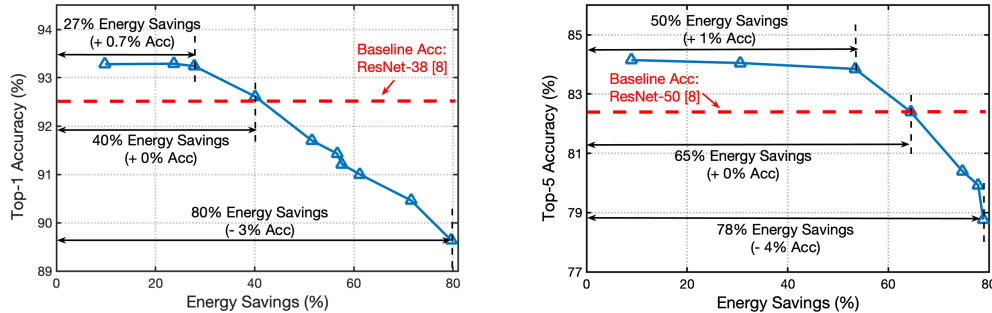 94
93
92
91
90
89
Top-1 Accuracy (%)
27% Energy Savings
(+ 0.7% Acc)
Baseline Acc:
ResNet-38 [8]
40% Energy Savings
(+ 0% Acc)
80% Energy Savings
(- 3% Acc)
0
20
40
60
80
Energy Savings (%)
85
83
81
79
77
Top-5 Accuracy (%)
50% Energy Savings
(+ 1% Acc)
Baseline Acc:
ResNet-50 [8]
65% Energy Savings
(+ 0% Acc)
78% Energy Savings
(- 4% Acc)
0
20
40
60
80
Energy Savings (%)